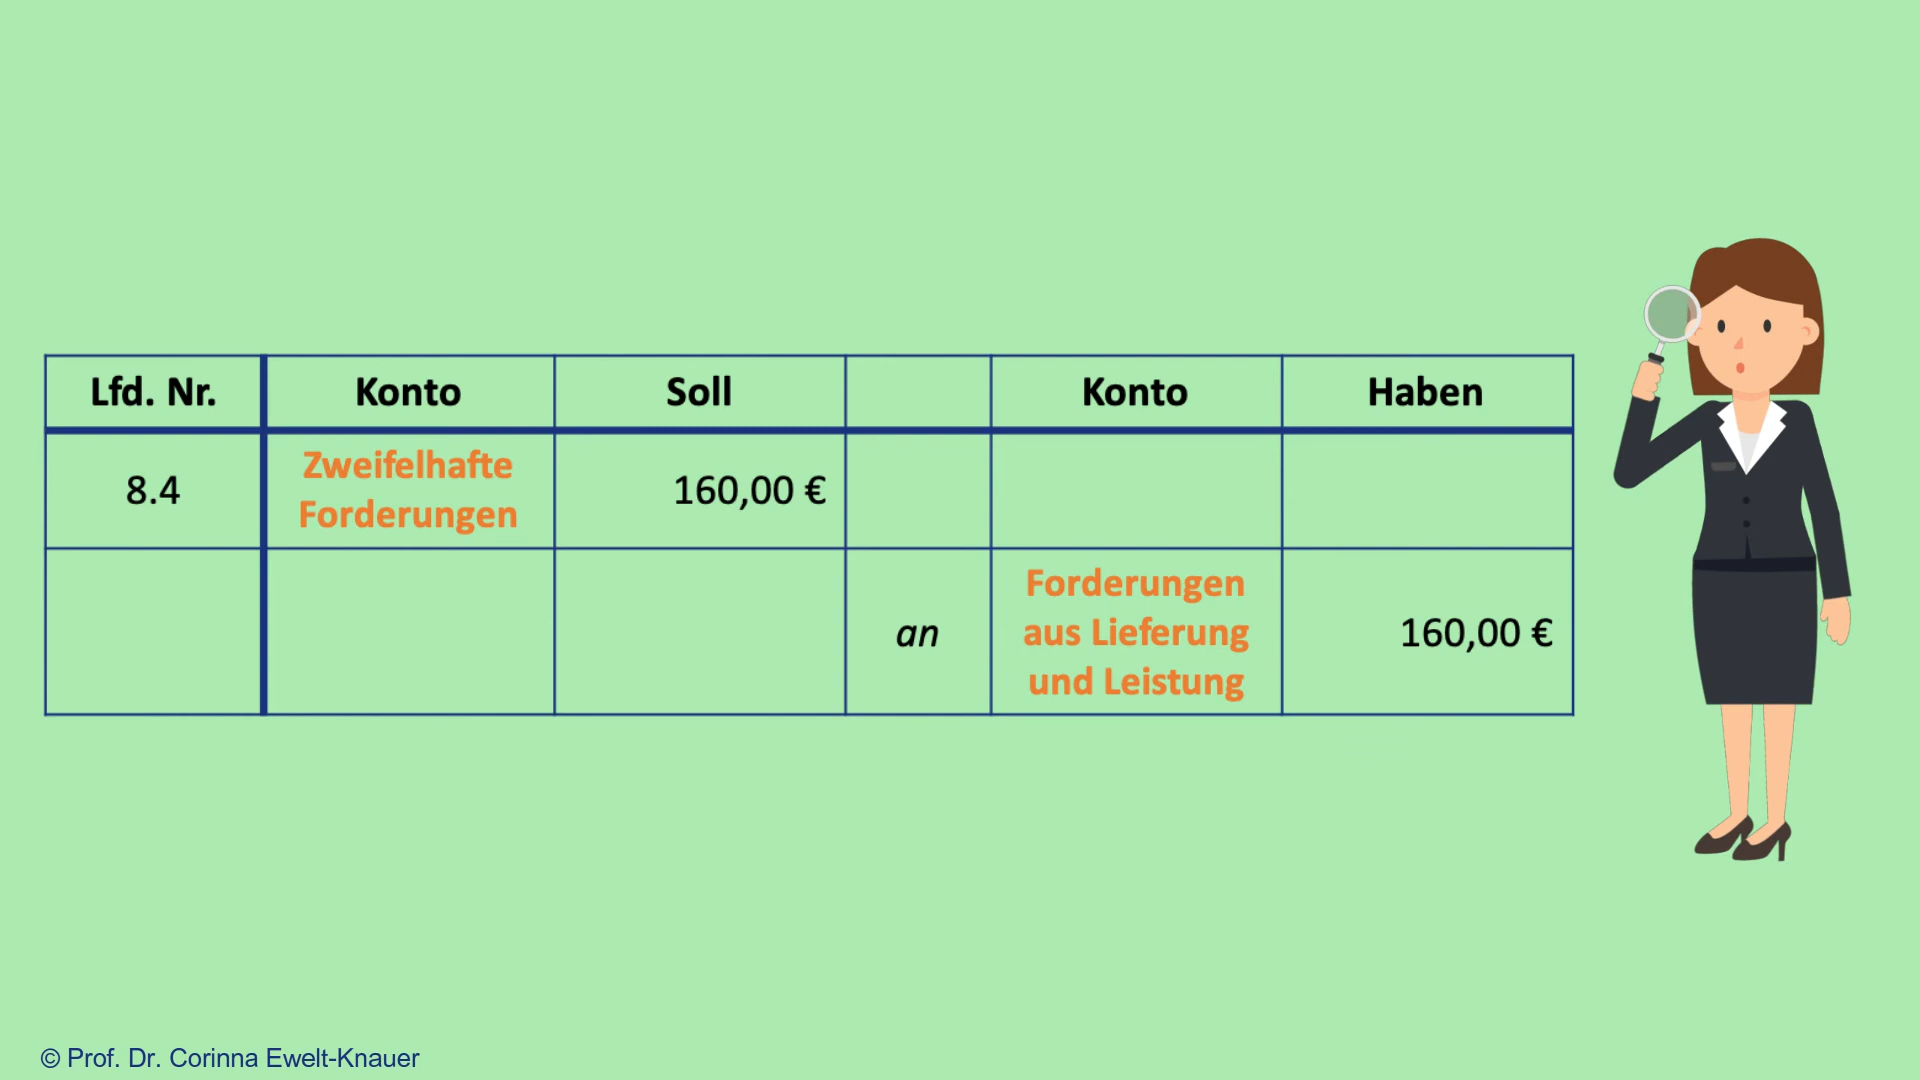 Lfd. Nr. Konto Soll Konto Haben
8.4 Zweifelhafte Forderungen 160,00 €
an Forderungen aus Lieferung und Leistung 160,00 €
© Prof. Dr. Corinna Ewelt-Knauer